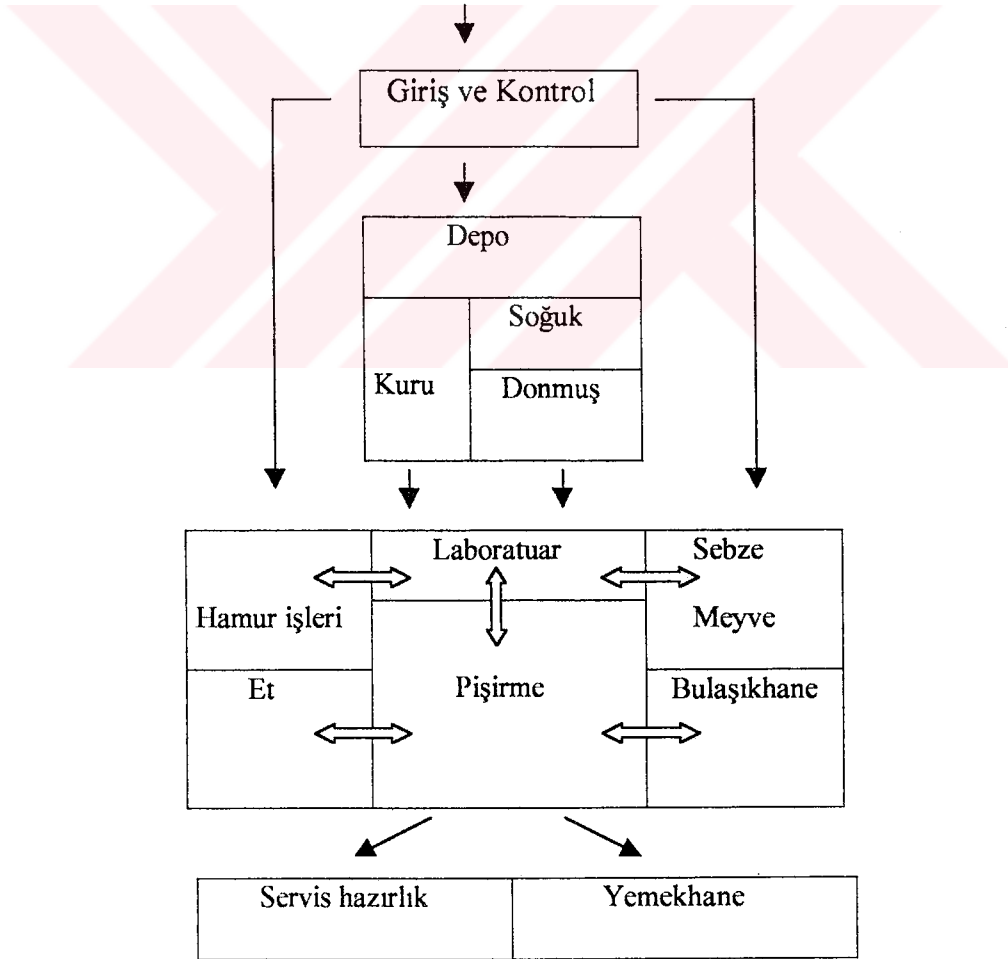 Giriş ve Kontrol
Depo
Soğuk
Kuru
Donmuş
Laboratuar
Sebze
Hamur işleri
Meyve
Et
Pişirme
Bulaşıkhane
Servis hazırlık
Yemekhane